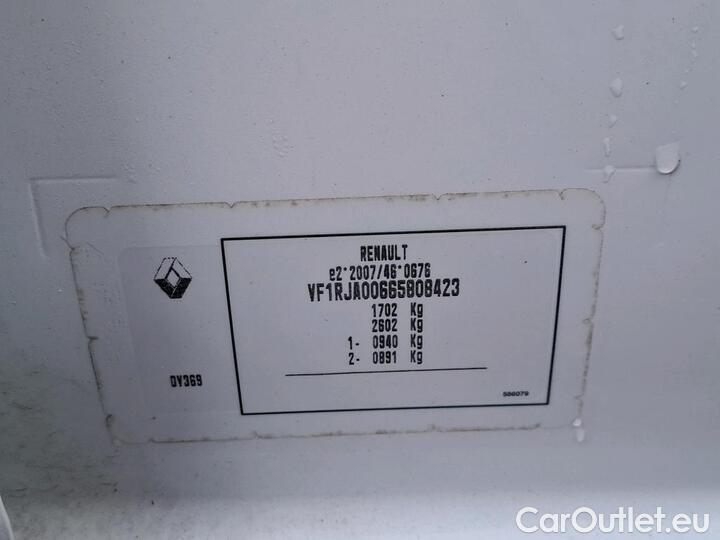 RENAULT
e2*2007/46*0676
VF1RJA00665808423
1702 Kg
2602 Kg
1- 0940 Kg
2- 0891 Kg
DV369
586079
CarOutlet.eu